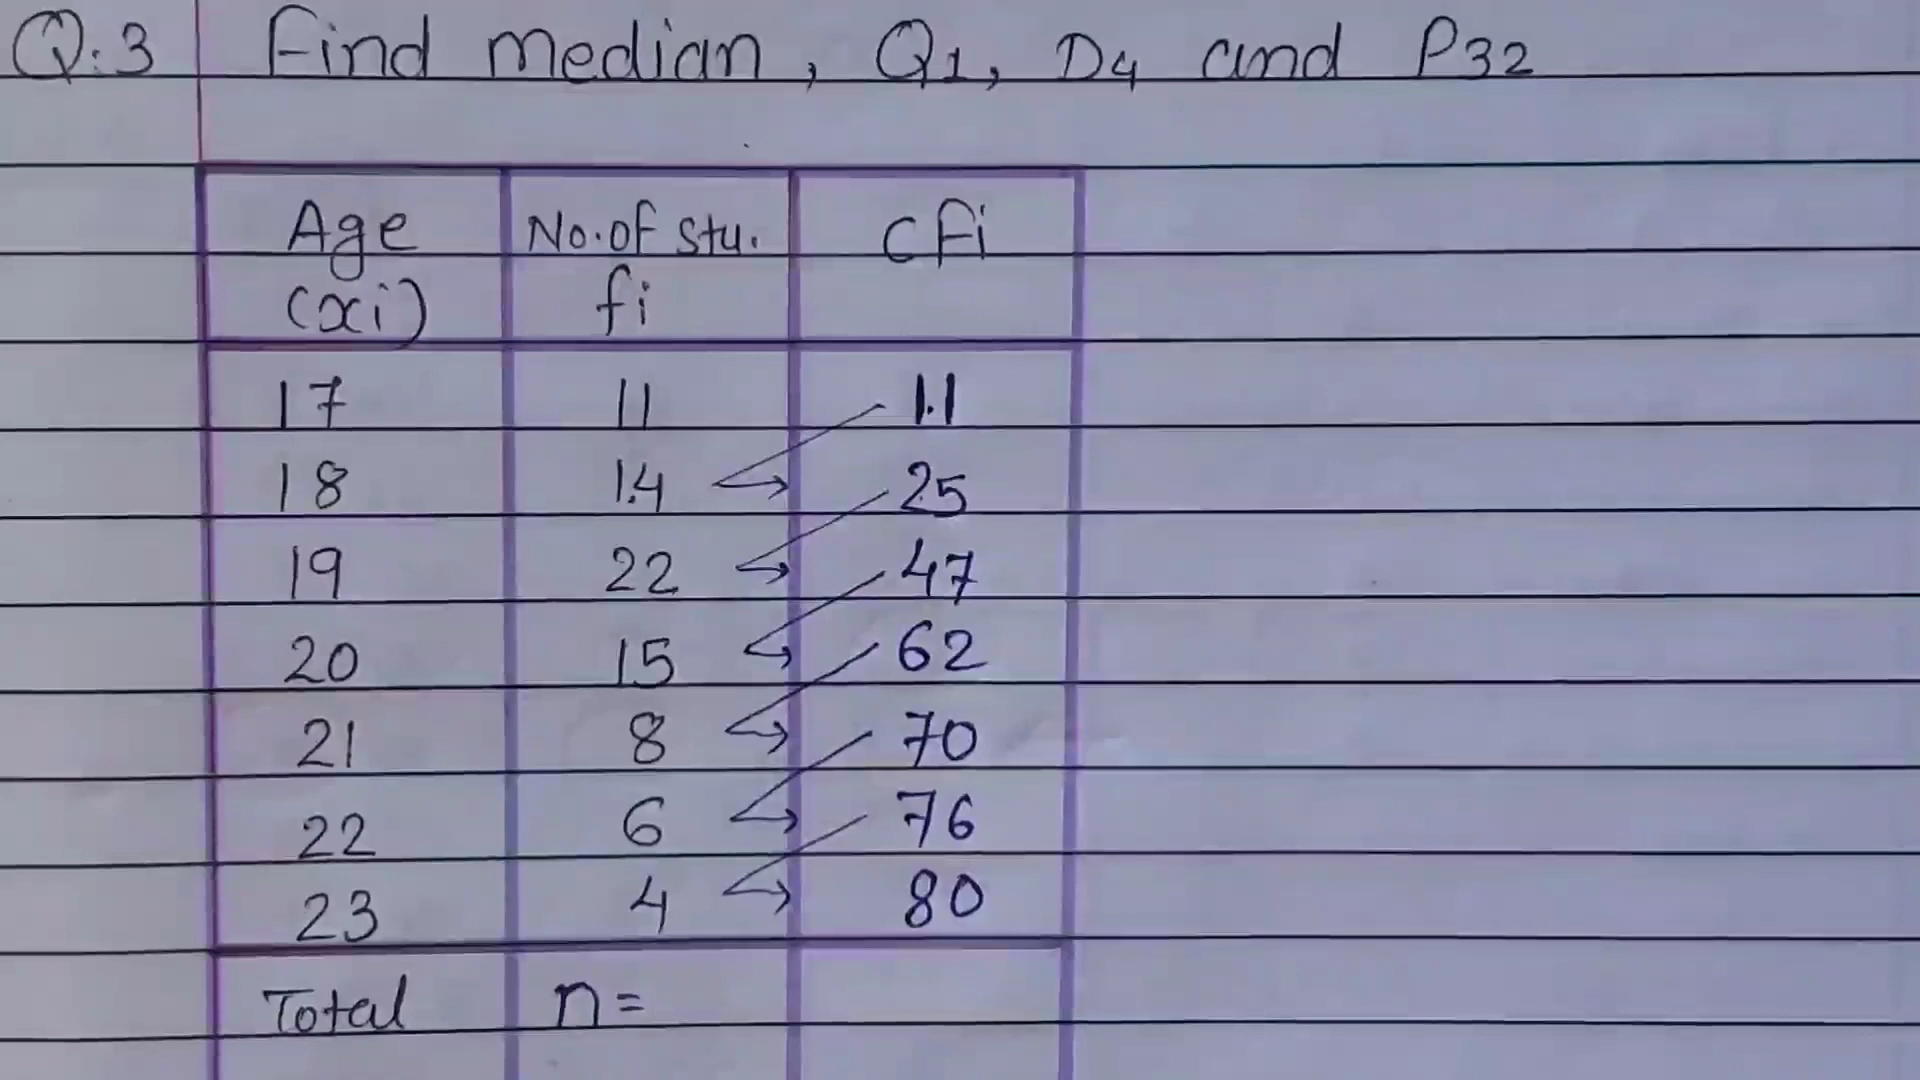 Q.3 Find median, Q1, D4 and P32
Age (xi) No. of stu. fi cfi
17 11 11
18 14 25
19 22 47
20 15 62
21 8 70
22 6 76
23 4 80
Total n =